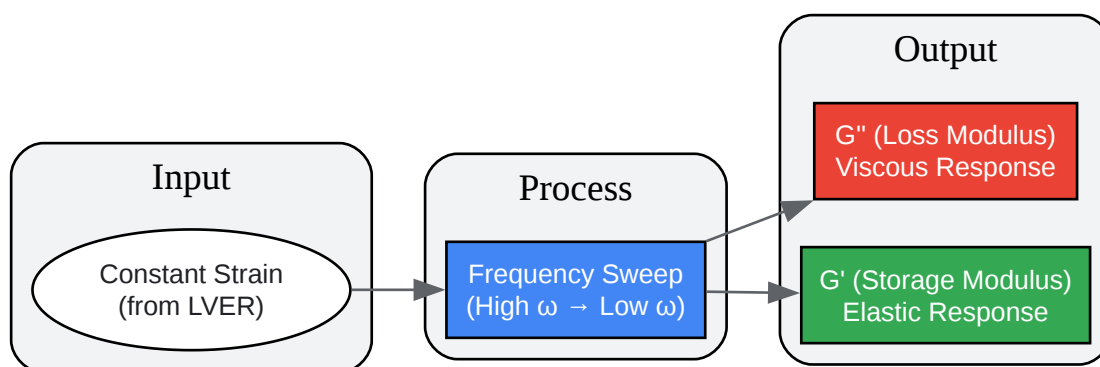 Input
Constant Strain
(from LVER)
Process
Frequency Sweep
(High ω → Low ω)
Output
G" (Loss Modulus)
Viscous Response
G' (Storage Modulus)
Elastic Response